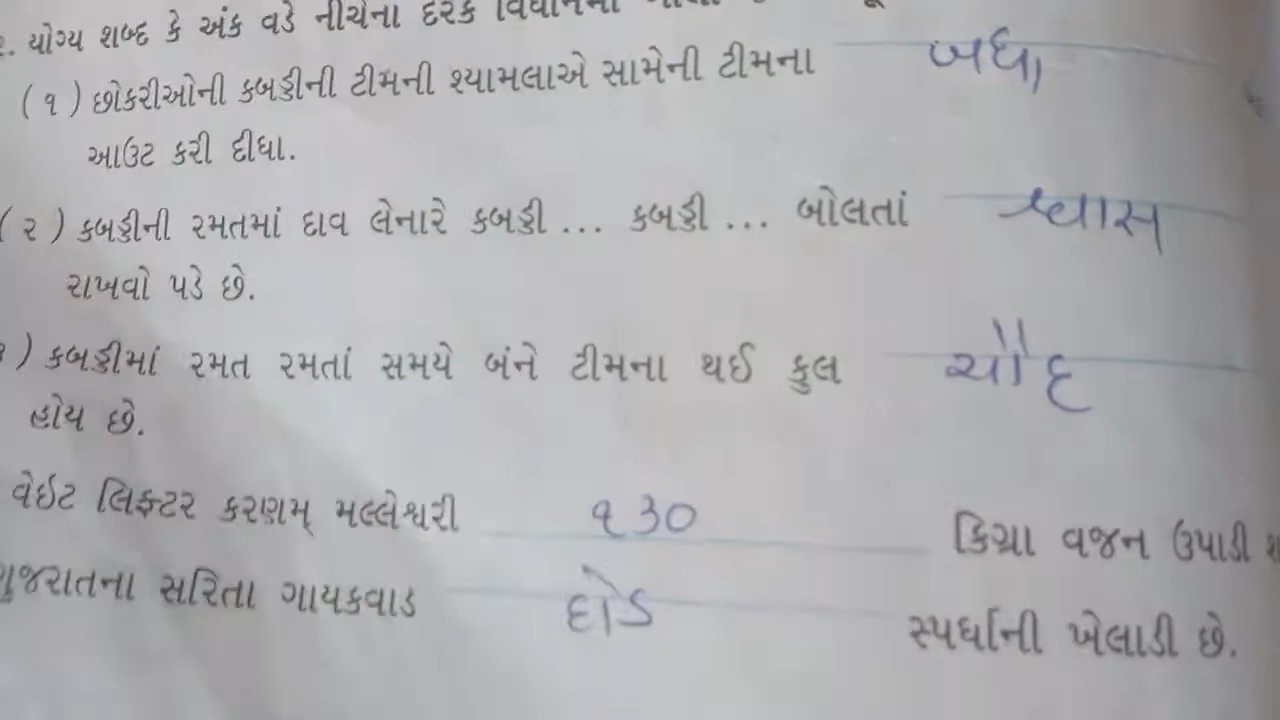 ૨. યોગ્ય શબ્દ કે અંક વડે નીચેના દરેક વિધાનમાં
(૧) છોકરીઓની કબડ્ડીની ટીમની શ્યામલાએ સામેની ટીમના બધા
આઉટ કરી દીધા.
(૨) કબડ્ડીની રમતમાં દાવ લેનારે કબડ્ડી ... કબડ્ડી ... બોલતાં શ્વાસ
રાખવો પડે છે.
) કબડ્ડીમાં રમત રમતાં સમયે બંને ટીમના થઈ કુલ ચૌદ
હોય છે.
વેઈટ લિફ્ટર કરણમ્ મલ્લેશ્વરી ૧૩૦ કિગ્રા વજન ઉપાડી
ગુજરાતના સરિતા ગાયકવાડ દોડ સ્પર્ધાની ખેલાડી છે.